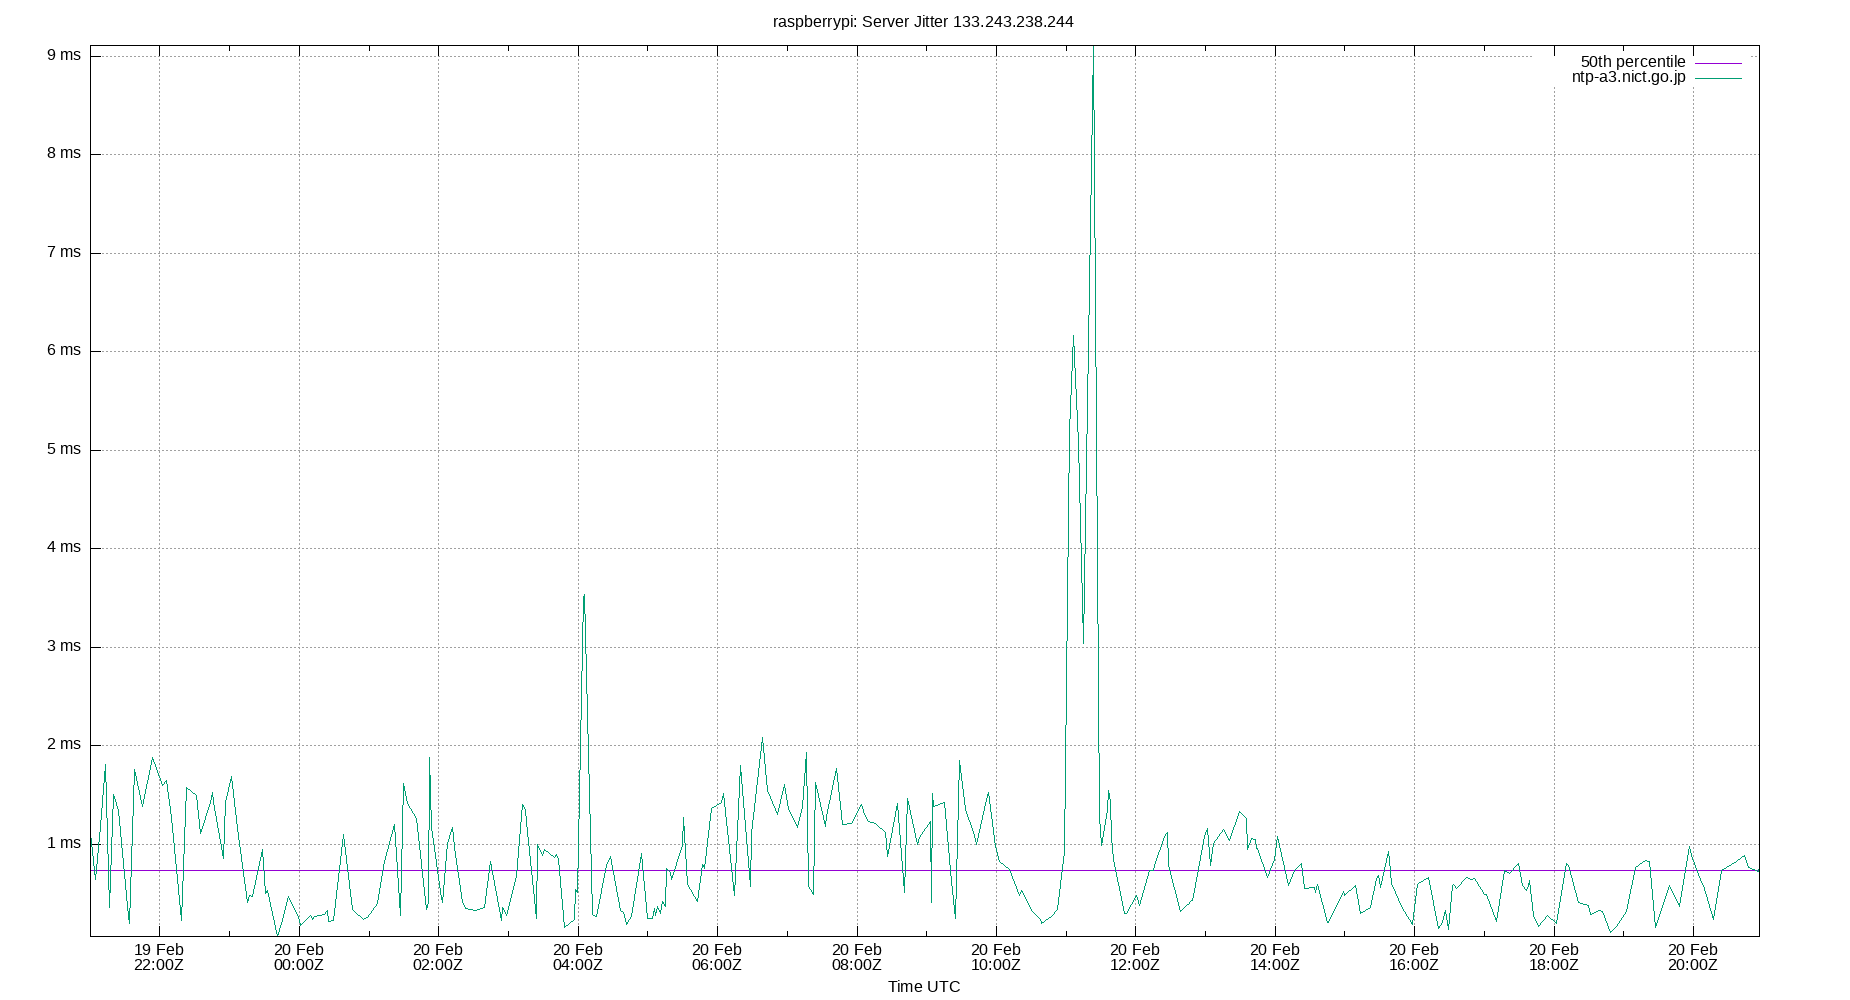 raspberrypi: Server Jitter 133.243.238.244
9 ms
8 ms
7 ms
6 ms
5 ms
4 ms
3 ms
2 ms
1 ms
50th percentile
ntp-a3.nict.go.jp
19 Feb
22:00Z
20 Feb
00:00Z
20 Feb
02:00Z
20 Feb
04:00Z
20 Feb
06:00Z
20 Feb
08:00Z
20 Feb
10:00Z
20 Feb
12:00Z
20 Feb
14:00Z
20 Feb
16:00Z
20 Feb
18:00Z
20 Feb
20:00Z
Time UTC